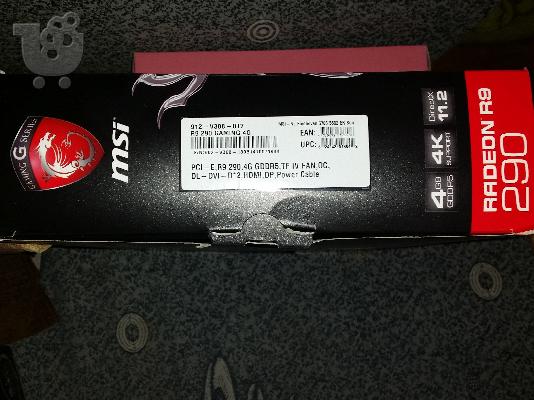 GAMING G SERIES
msi
912-V308-017
R9 290 GAMING 4G
EAN:
UPC:
PCI-E,R9 290,4G GDDR5,TF IV FAN,OC,
DL-DVI-D*2,HDMI,DP,Power Cable
4GB
GDDR5
4K
SUPPORT
DirectX
11.2
RADEON R9
290